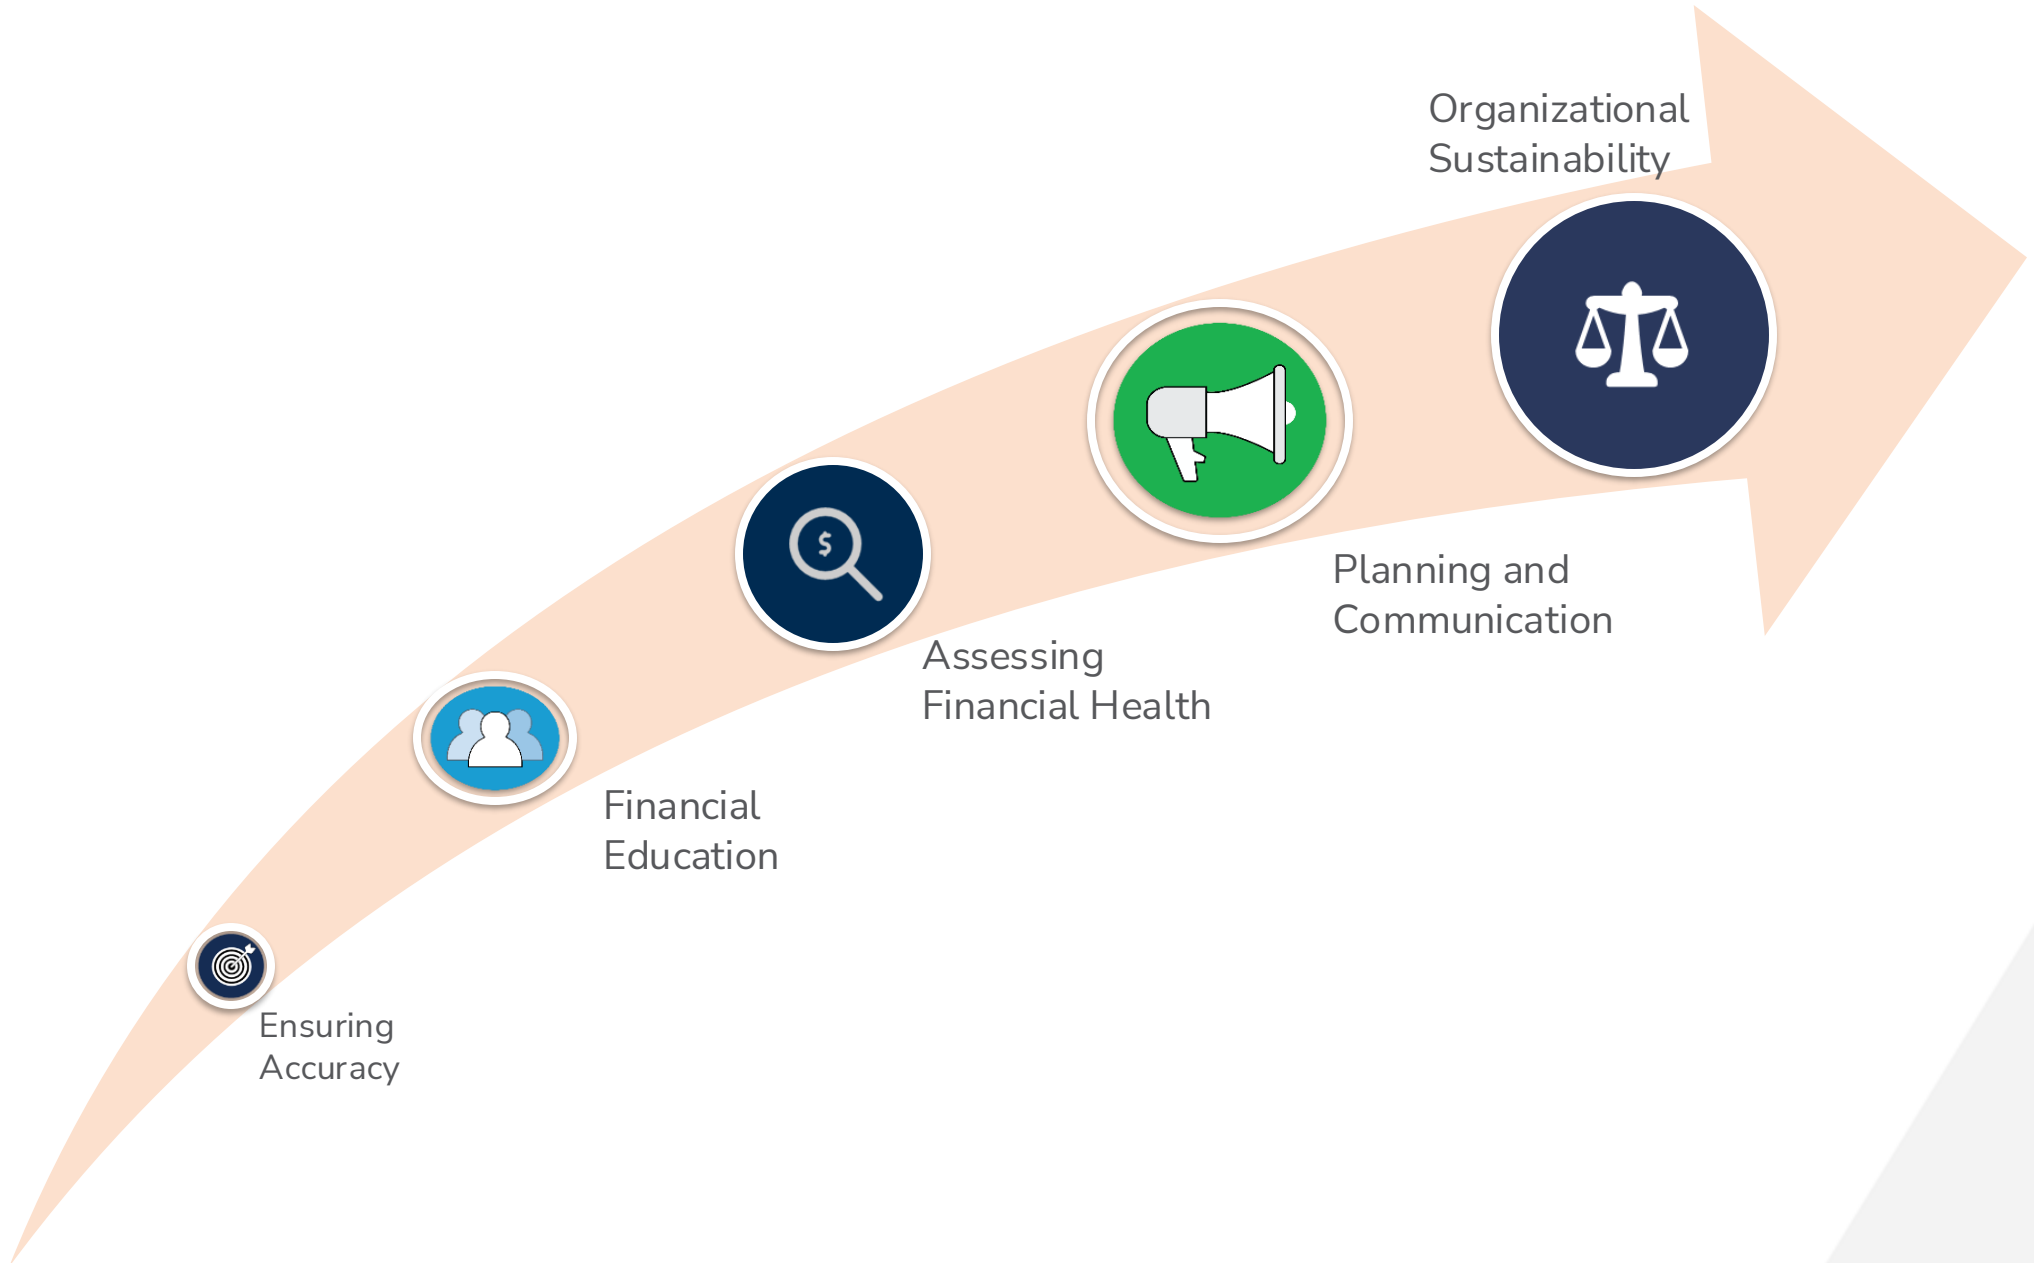 Organizational
Sustainability
$
Planning and
Communication
Assessing
Financial Health
Financial
Education
Ensuring
Accuracy